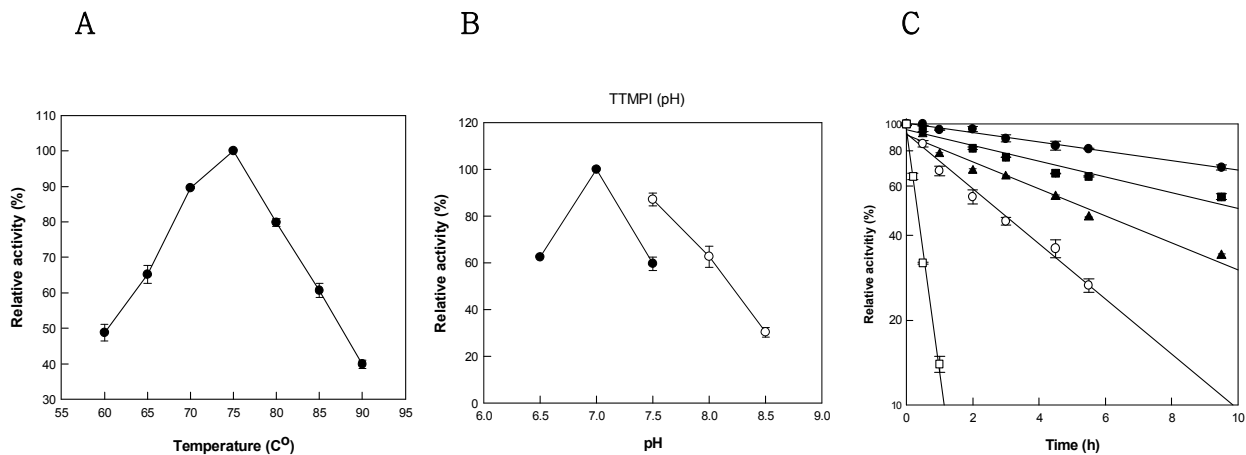 A
B
C
TTMPI (pH)
Relative activity (%)
110
100
90
80
70
60
50
40
30
55 60 65 70 75 80 85 90 95
Temperature (Cº)
Relative activity (%)
120
100
80
60
40
20
0
6.0 6.5 7.0 7.5 8.0 8.5 9.0
pH
Relative acitvitiy (%)
100
80
60
40
20
10
0 2 4 6 8 10
Time (h)